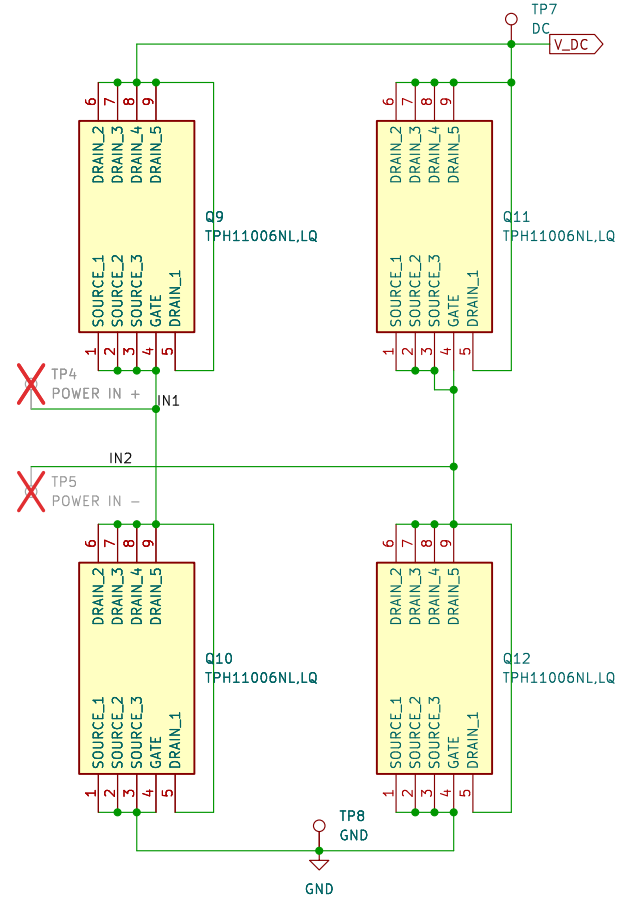 TP7
DC
V_DC
6
7
8
9
DRAIN_2
DRAIN_3
DRAIN_4
DRAIN_5
Q9
TPH11006NL,LQ
SOURCE_1
SOURCE_2
SOURCE_3
GATE
DRAIN_1
1
2
3
4
5
6
7
8
9
DRAIN_2
DRAIN_3
DRAIN_4
DRAIN_5
Q11
TPH11006NL,LQ
SOURCE_1
SOURCE_2
SOURCE_3
GATE
DRAIN_1
1
2
3
4
5
TP4
POWER IN +
IN1
IN2
TP5
POWER IN -
6
7
8
9
DRAIN_2
DRAIN_3
DRAIN_4
DRAIN_5
Q10
TPH11006NL,LQ
SOURCE_1
SOURCE_2
SOURCE_3
GATE
DRAIN_1
1
2
3
4
5
6
7
8
9
DRAIN_2
DRAIN_3
DRAIN_4
DRAIN_5
Q12
TPH11006NL,LQ
SOURCE_1
SOURCE_2
SOURCE_3
GATE
DRAIN_1
1
2
3
4
5
TP8
GND
GND